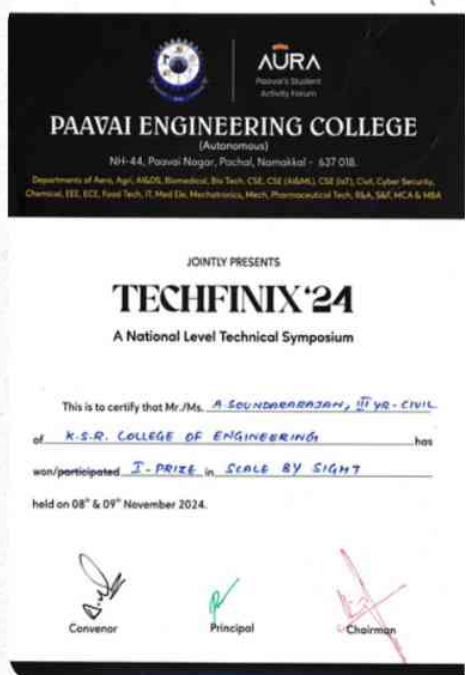 AURA
Paavai's Student
Activity Forum
PAAVAI ENGINEERING COLLEGE
(Autonomous)
NH-44, Paavai Nagar, Pachal, Namakkal - 637 018.
Departments of Aero, Agri, AI&DS, Biomedical, Bio Tech, CSE, CSE (AI&ML), CSE (IoT), Civil, Cyber Security,
Chemical, EEE, ECE, Food Tech, IT, Med Ele, Mechatronics, Mech, Pharmaceutical Tech, R&A, S&F, MCA & MBA
JOINTLY PRESENTS
TECHFINIX‘24
A National Level Technical Symposium
This is to certify that Mr./Ms. A SOUNDARARAJAN, III YR - CIVIL
of K.S.R. COLLEGE OF ENGINEERING has
won/participated I - PRIZE in SCALE BY SIGHT
held on 08th & 09th November 2024.
Convenor Principal Chairman